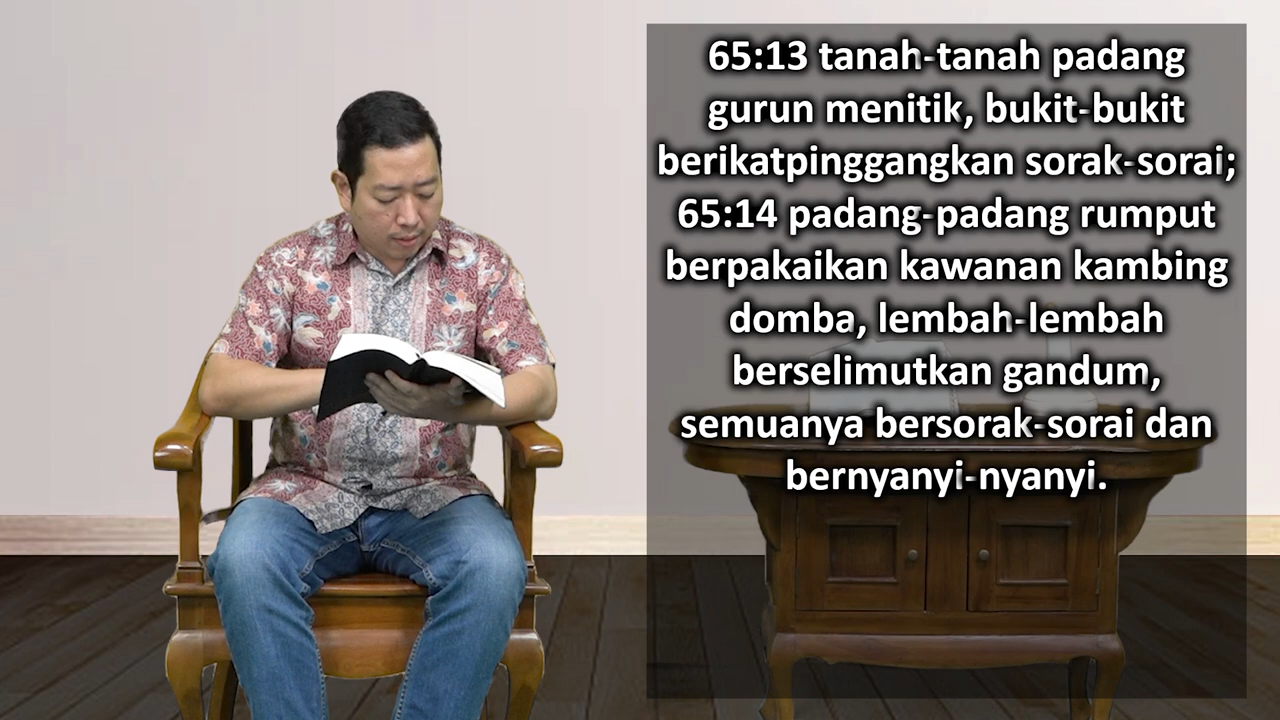 65:13 tanah-tanah padang
gurun menitik, bukit-bukit
berikatpinggangkan sorak-sorai;
65:14 padang-padang rumput
berpakaikan kawanan kambing
domba, lembah-lembah
berselimutkan gandum,
semuanya bersorak-sorai dan
bernyanyi-nyanyi.